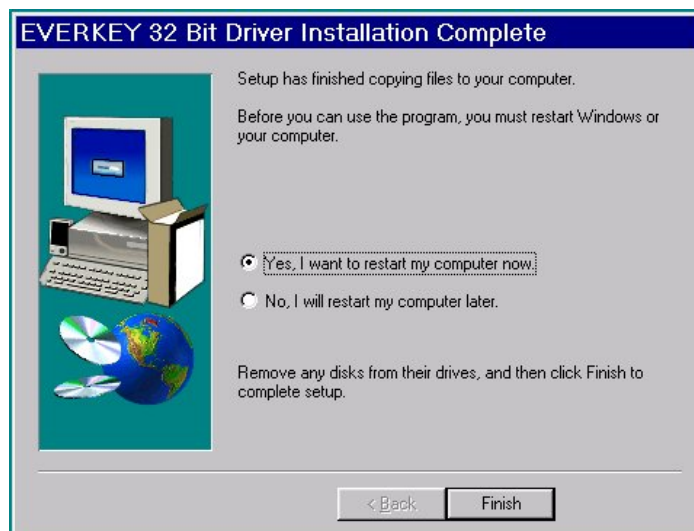 EVERKEY 32 Bit Driver Installation Complete
Setup has finished copying files to your computer.
Before you can use the program, you must restart Windows or
your computer.
Yes, I want to restart my computer now.
No, I will restart my computer later.
Remove any disks from their drives, and then click Finish to
complete setup.
< Back
Finish